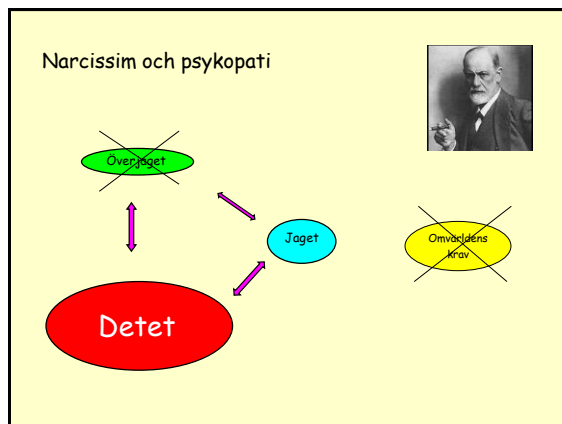 Narcissim och psykopati
Överjaget
Jaget
Omvärldens
krav
Detet